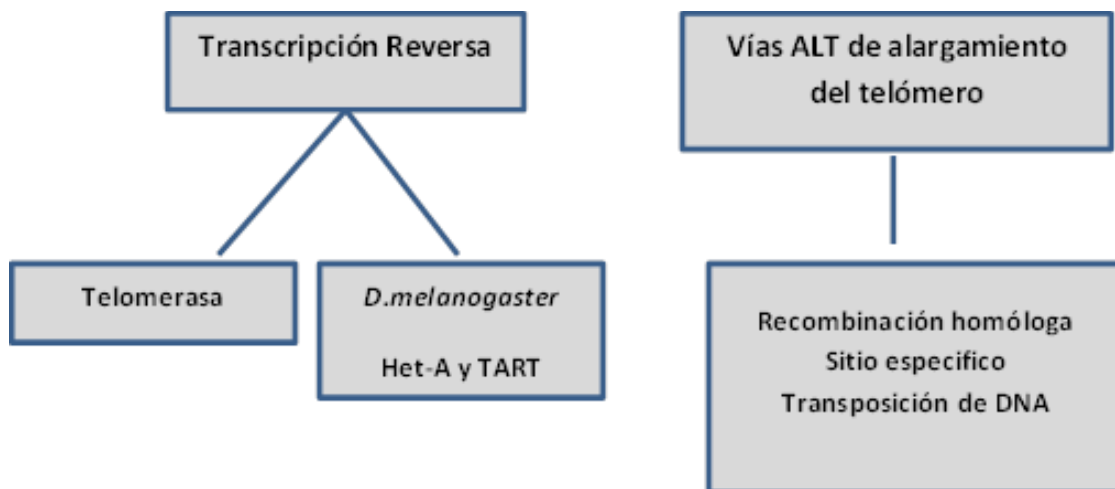 Transcripción Reversa
Telomerasa
D.melanogaster
Het-A y TART
Vías ALT de alargamiento
del telómero
Recombinación homóloga
Sitio especifico
Transposición de DNA